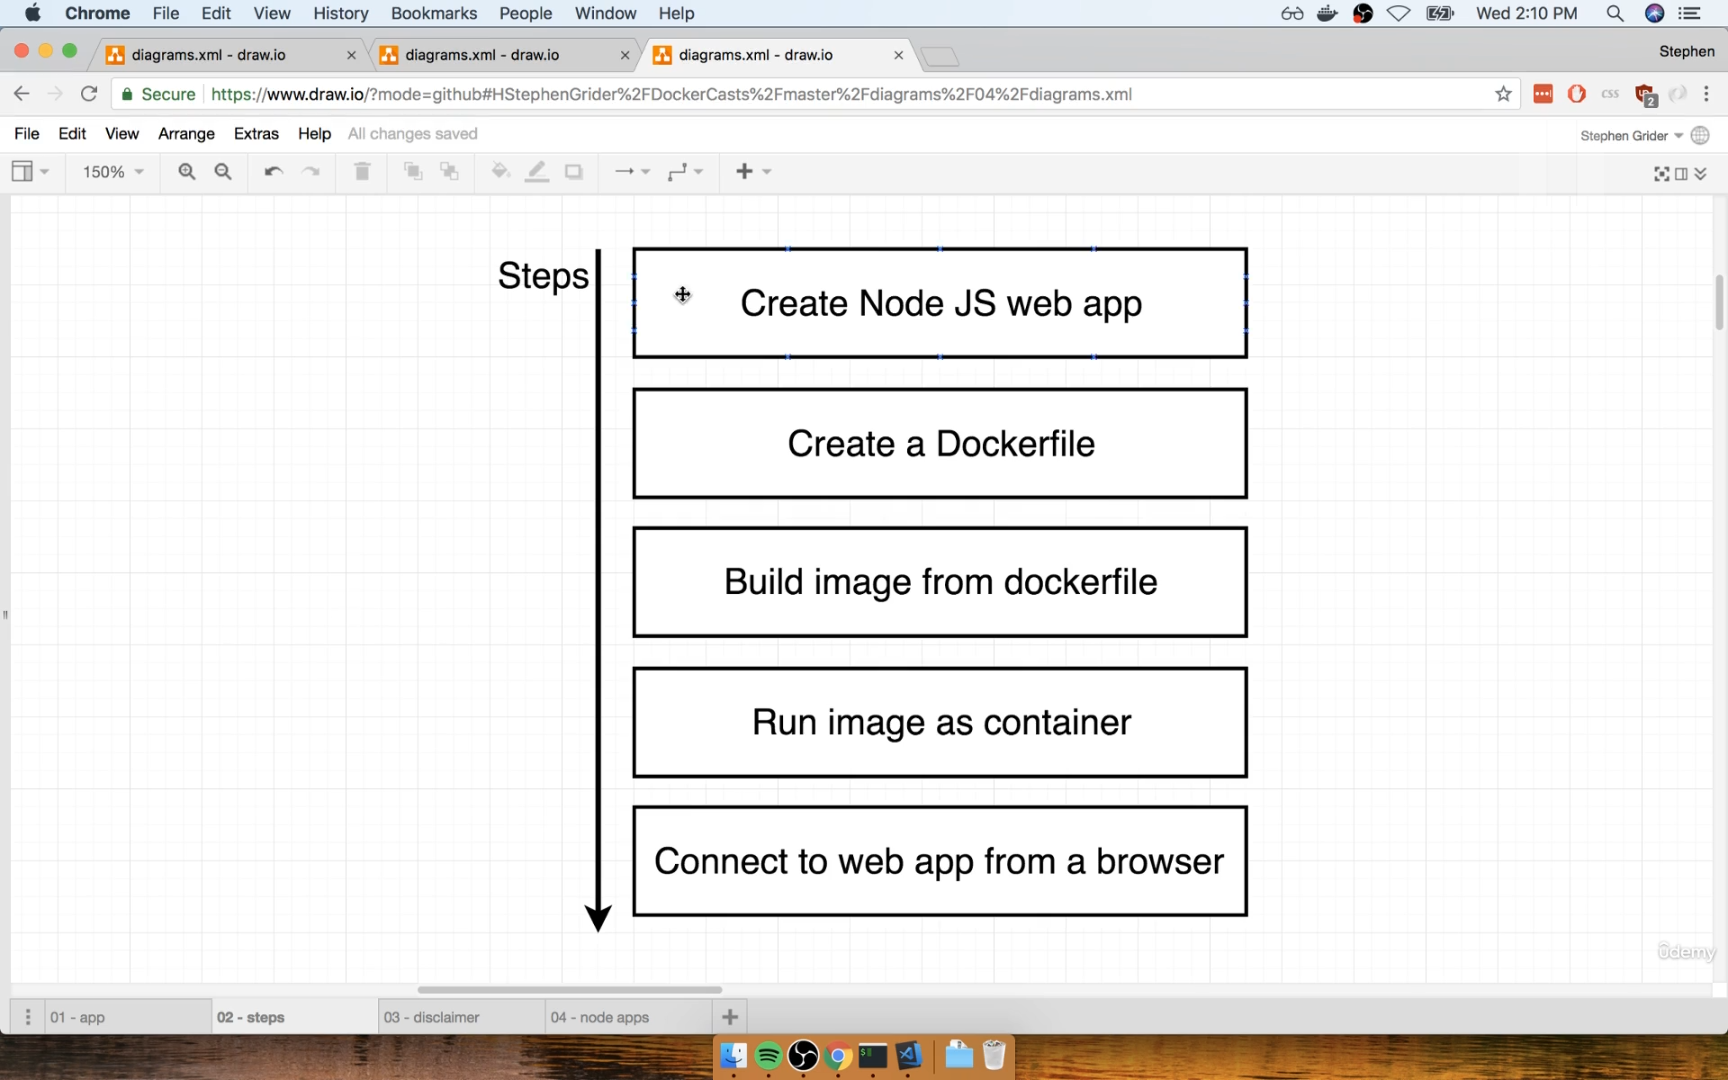 Chrome File Edit View History Bookmarks People Window Help Wed 2:10 PM
diagrams.xml - draw.io diagrams.xml - draw.io diagrams.xml - draw.io Stephen
Secure https://www.draw.io/?mode=github#HStephenGrider%2FDockerCasts%2Fmaster%2Fdiagrams%2F04%2Fdiagrams.xml css 2
File Edit View Arrange Extras Help All changes saved Stephen Grider
150%
Steps
Create Node JS web app
Create a Dockerfile
Build image from dockerfile
Run image as container
Connect to web app from a browser
ûdemy
01 - app 02 - steps 03 - disclaimer 04 - node apps